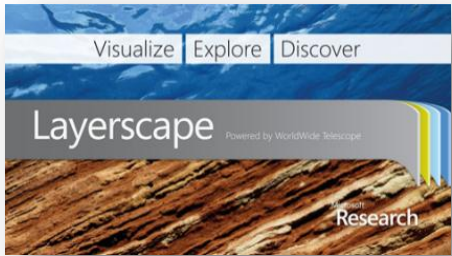 Visualize Explore Discover
Layerscape Powered by WorldWide Telescope
Microsoft
Research